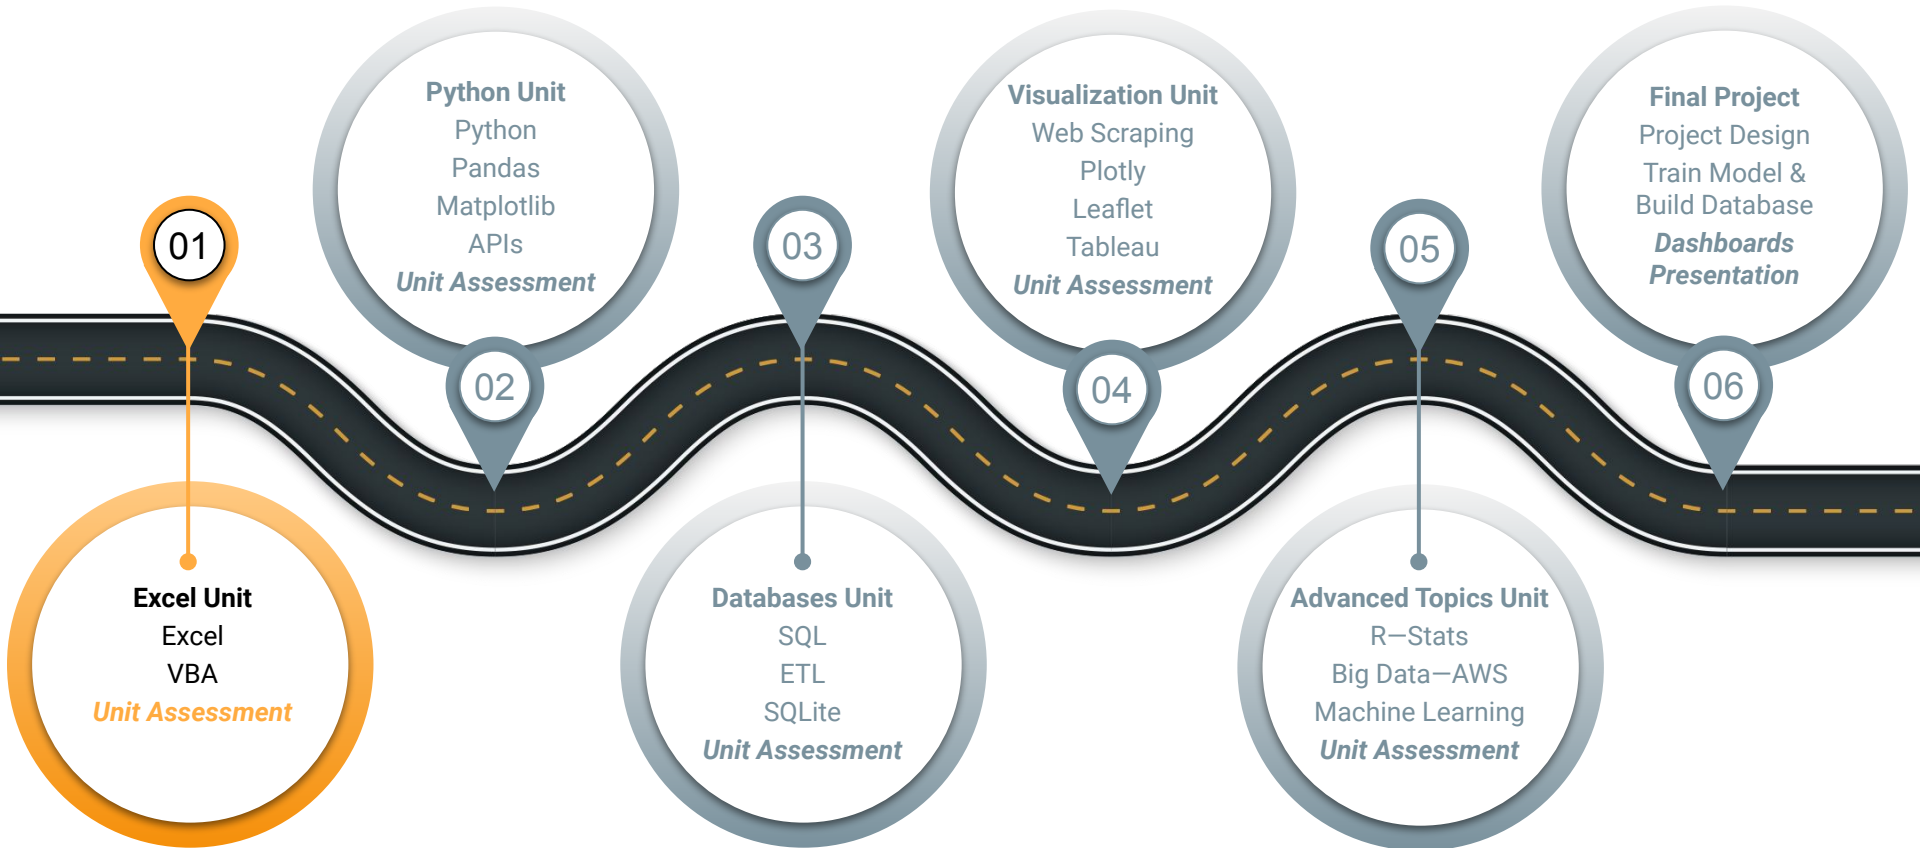 01
Excel Unit
Excel
VBA
Unit Assessment
02
Python Unit
Python
Pandas
Matplotlib
APIs
Unit Assessment
03
Databases Unit
SQL
ETL
SQLite
Unit Assessment
04
Visualization Unit
Web Scraping
Plotly
Leaflet
Tableau
Unit Assessment
05
Advanced Topics Unit
R—Stats
Big Data—AWS
Machine Learning
Unit Assessment
06
Final Project
Project Design
Train Model &
Build Database
Dashboards
Presentation